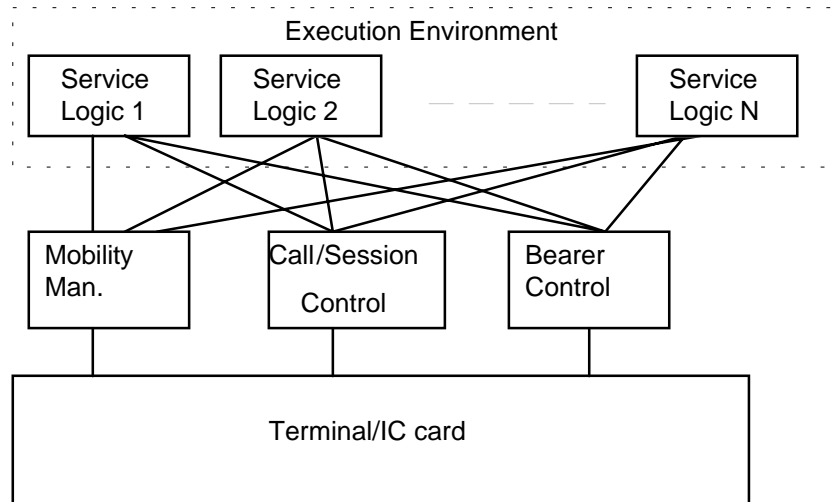 Execution Environment
Service
Logic 1
Service
Logic 2
Service
Logic N
Mobility
Man.
Call/Session
Control
Bearer
Control
Terminal/IC card